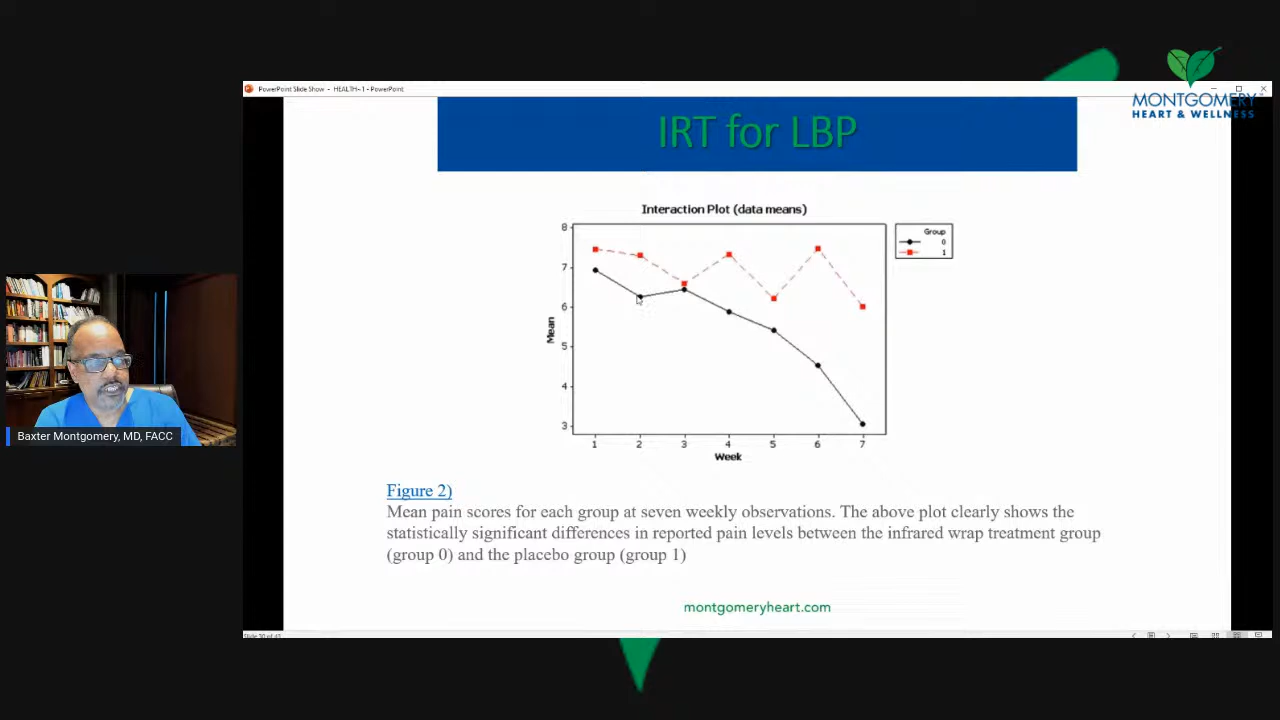 PowerPoint Slide Show - HEALTH~1 - PowerPoint
MONTGOMERY
HEART & WELLNESS
IRT for LBP
Interaction Plot (data means)
8
7
6
5
4
3
Mean
1 2 3 4 5 6 7
Week
Group
0
1
Baxter Montgomery, MD, FACC
Figure 2)
Mean pain scores for each group at seven weekly observations. The above plot clearly shows the
statistically significant differences in reported pain levels between the infrared wrap treatment group
(group 0) and the placebo group (group 1)
montgomeryheart.com